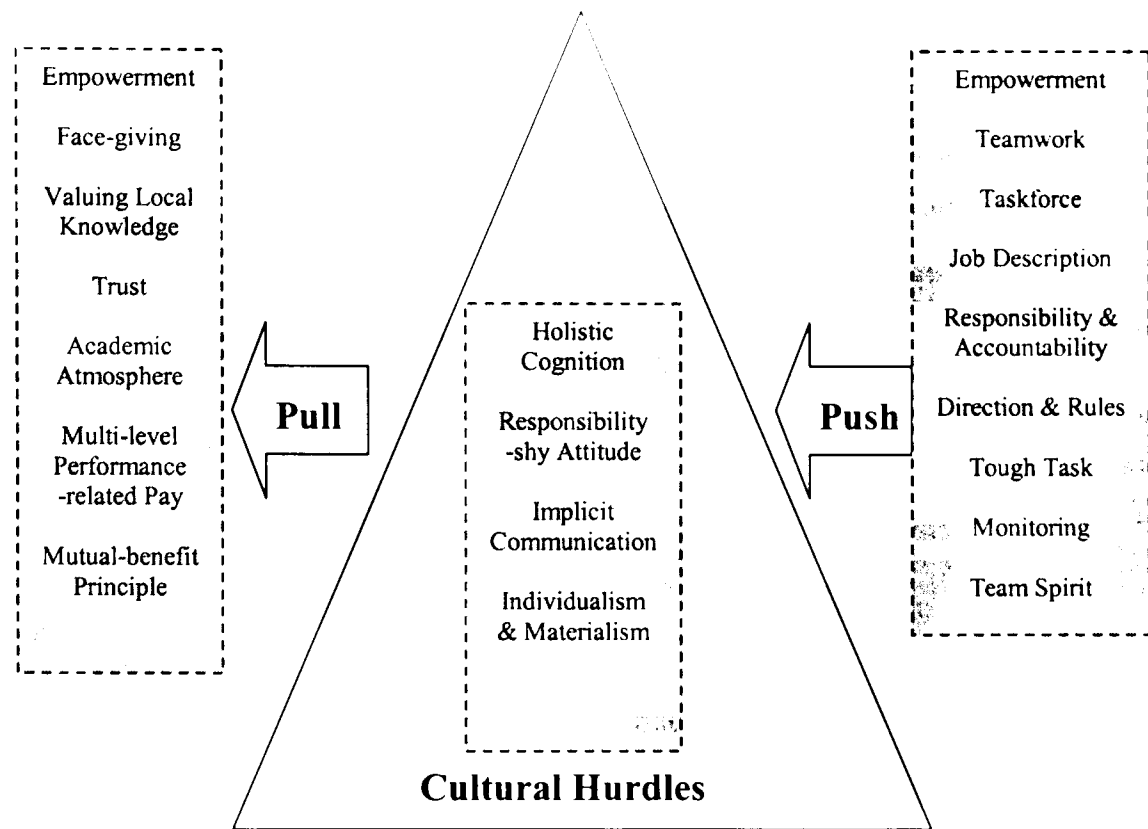 Empowerment
Face-giving
Valuing Local
Knowledge
Trust
Academic
Atmosphere
Multi-level
Performance
-related Pay
Mutual-benefit
Principle
Pull
Holistic
Cognition
Responsibility
-shy Attitude
Implicit
Communication
Individualism
& Materialism
Cultural Hurdles
Push
Empowerment
Teamwork
Taskforce
Job Description
Responsibility &
Accountability
Direction & Rules
Tough Task
Monitoring
Team Spirit